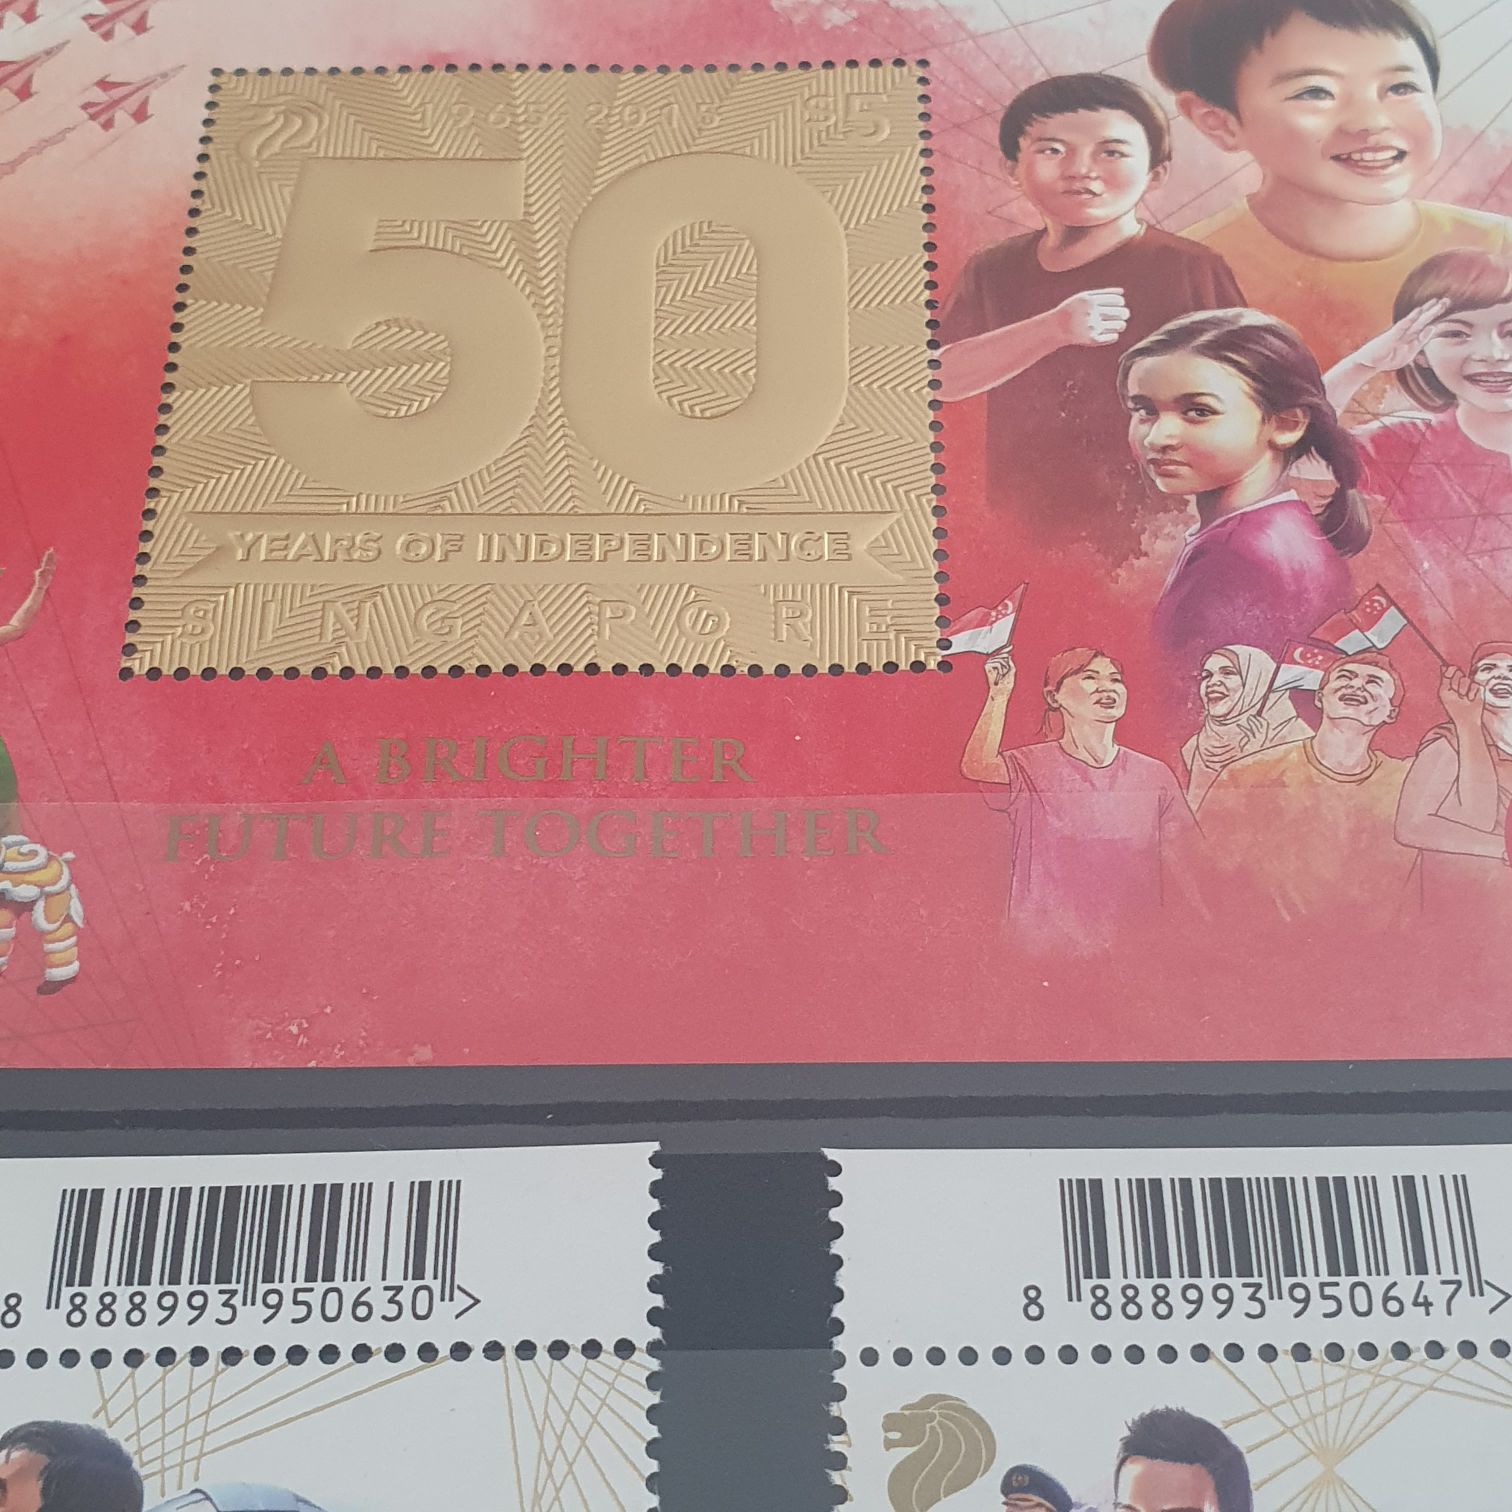 1965 2015 $5
50
YEARS OF INDEPENDENCE
SINGAPORE
A BRIGHTER
FUTURE TOGETHER
8 888993 950630 >
8 888993 950647 >